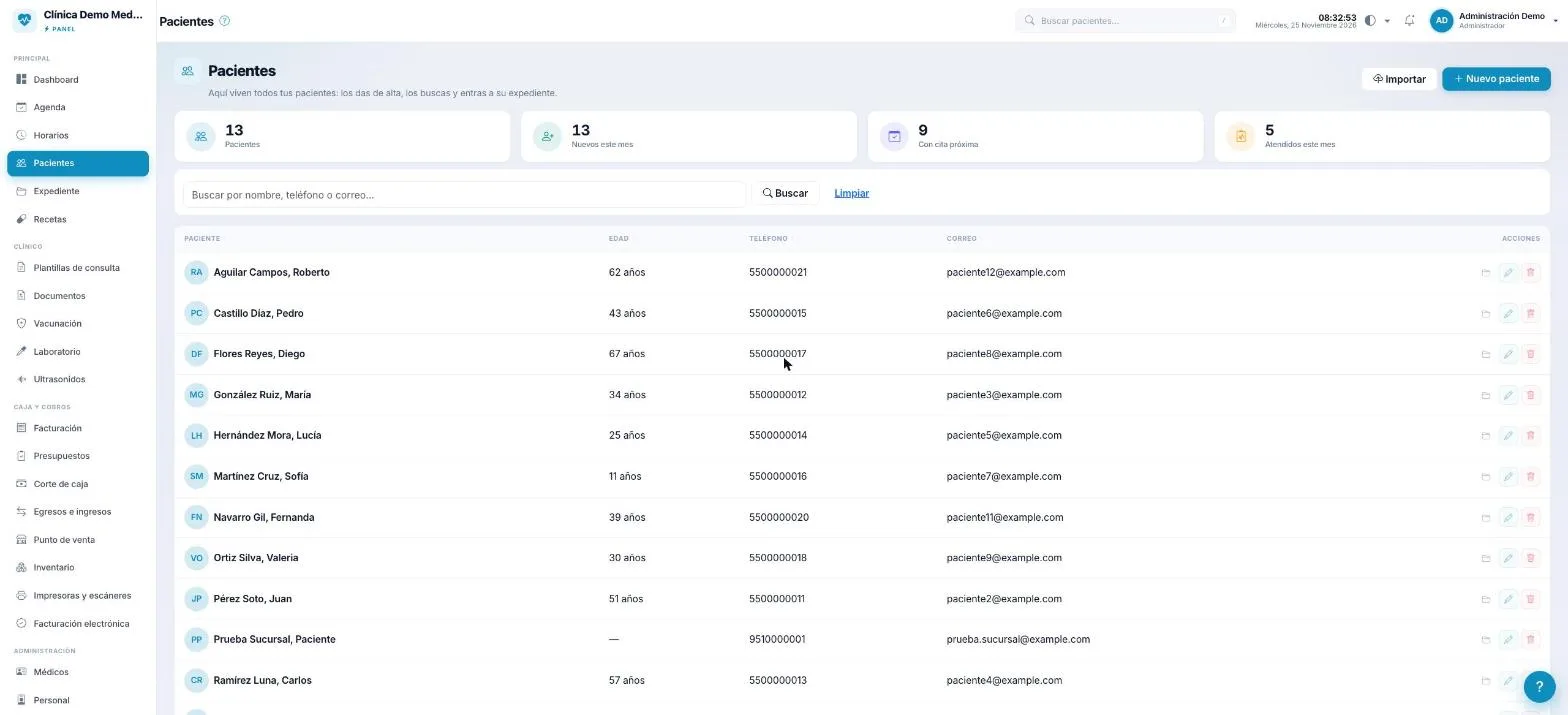 Clínica Demo Med...
PANEL
PRINCIPAL
Dashboard
Agenda
Horarios
Pacientes
Expediente
Recetas
CLÍNICO
Plantillas de consulta
Documentos
Vacunación
Laboratorio
Ultrasonidos
CAJA Y COBROS
Facturación
Presupuestos
Corte de caja
Egresos e ingresos
Punto de venta
Inventario
Impresoras y escáneres
Facturación electrónica
ADMINISTRACIÓN
Médicos
Personal
Pacientes ?
Buscar pacientes... /
08:32:53
Miércoles, 25 Noviembre 2026
AD
Administración Demo
Administrador
Pacientes
Aquí viven todos tus pacientes: los das de alta, los buscas y entras a su expediente.
Importar
+ Nuevo paciente
13
Pacientes
13
Nuevos este mes
9
Con cita próxima
5
Atendidos este mes
Buscar por nombre, teléfono o correo...
Buscar
Limpiar
PACIENTE EDAD TELÉFONO CORREO ACCIONES
RA Aguilar Campos, Roberto 62 años 5500000021 paciente12@example.com
PC Castillo Díaz, Pedro 43 años 5500000015 paciente6@example.com
DF Flores Reyes, Diego 67 años 5500000017 paciente8@example.com
MG González Ruiz, María 34 años 5500000012 paciente3@example.com
LH Hernández Mora, Lucía 25 años 5500000014 paciente5@example.com
SM Martínez Cruz, Sofía 11 años 5500000016 paciente7@example.com
FN Navarro Gil, Fernanda 39 años 5500000020 paciente11@example.com
VO Ortiz Silva, Valeria 30 años 5500000018 paciente9@example.com
JP Pérez Soto, Juan 51 años 5500000011 paciente2@example.com
PP Prueba Sucursal, Paciente — 9510000001 prueba.sucursal@example.com
CR Ramírez Luna, Carlos 57 años 5500000013 paciente4@example.com
?